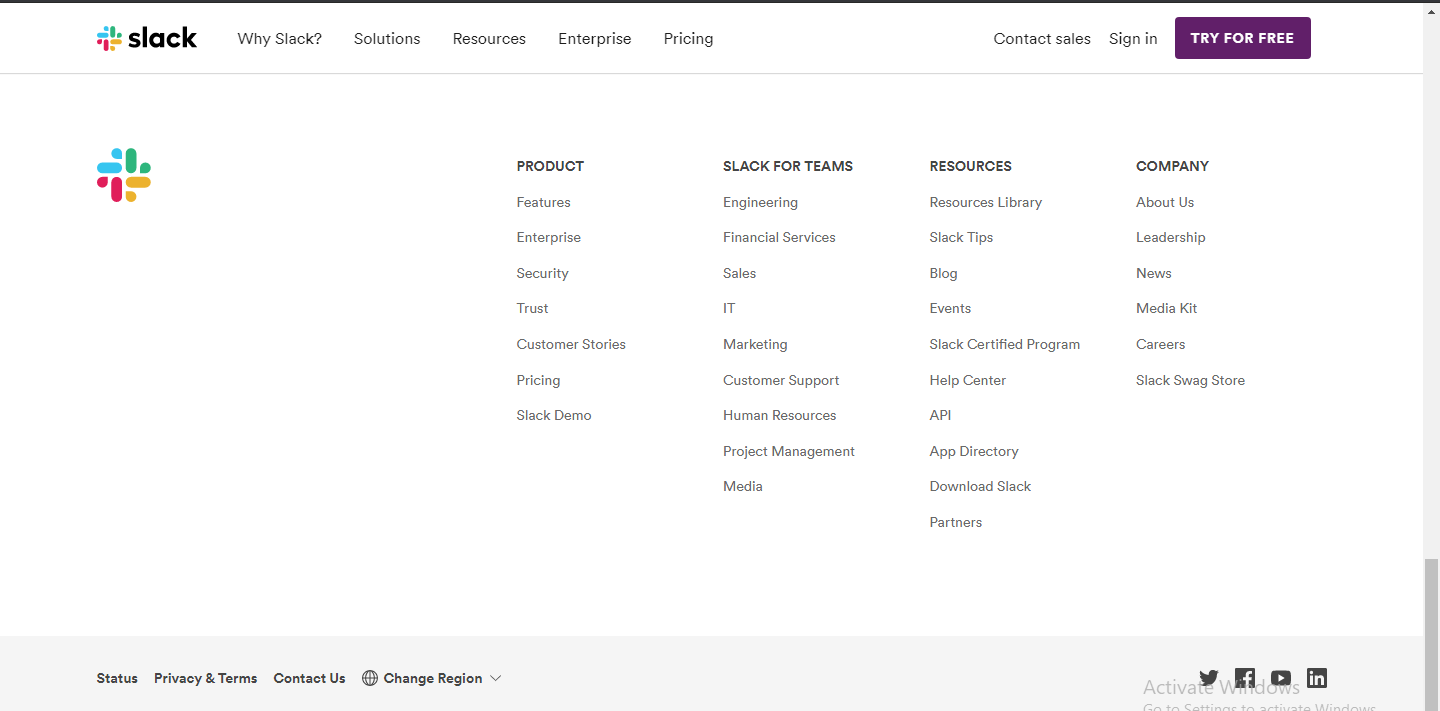 slack Why Slack? Solutions Resources Enterprise Pricing Contact sales Sign in TRY FOR FREE
PRODUCT
Features
Enterprise
Security
Trust
Customer Stories
Pricing
Slack Demo
SLACK FOR TEAMS
Engineering
Financial Services
Sales
IT
Marketing
Customer Support
Human Resources
Project Management
Media
RESOURCES
Resources Library
Slack Tips
Blog
Events
Slack Certified Program
Help Center
API
App Directory
Download Slack
Partners
COMPANY
About Us
Leadership
News
Media Kit
Careers
Slack Swag Store
Status Privacy & Terms Contact Us Change Region
Activate Windows
Go to Settings to activate Windows.